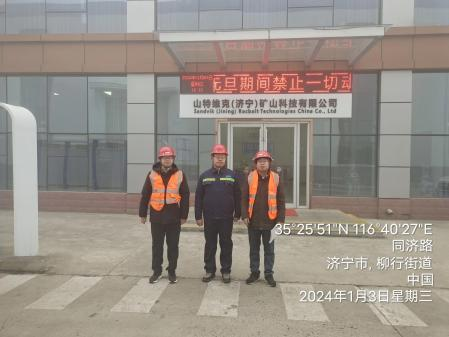 元旦期间禁止一切动
山特维克(济宁)矿山科技有限公司
Sandvik (Jining) Rocbolt Technologies China Co., Ltd
35°25'51"N 116°40'27"E
同济路
济宁市, 柳行街道
中国
2024年1月3日星期三